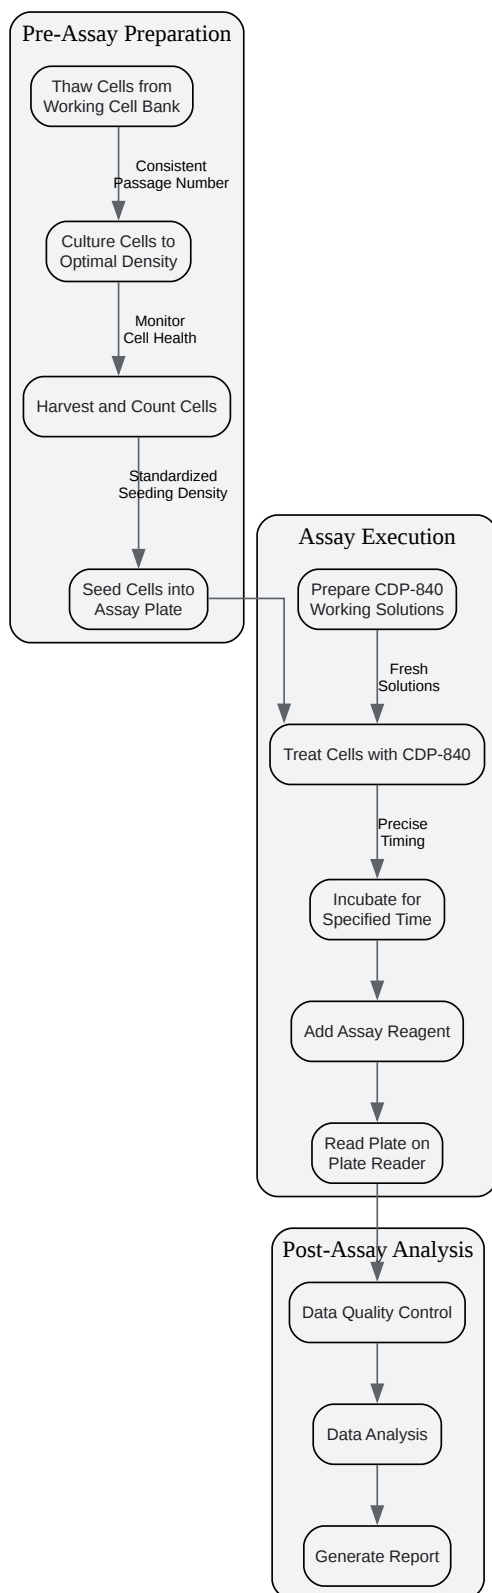 Pre-Assay Preparation
Thaw Cells from
Working Cell Bank
Consistent
Passage Number
Culture Cells to
Optimal Density
Monitor
Cell Health
Harvest and Count Cells
Standardized
Seeding Density
Seed Cells into
Assay Plate
Assay Execution
Prepare CDP-840
Working Solutions
Fresh
Solutions
Treat Cells with CDP-840
Precise
Timing
Incubate for
Specified Time
Add Assay Reagent
Read Plate on
Plate Reader
Post-Assay Analysis
Data Quality Control
Data Analysis
Generate Report